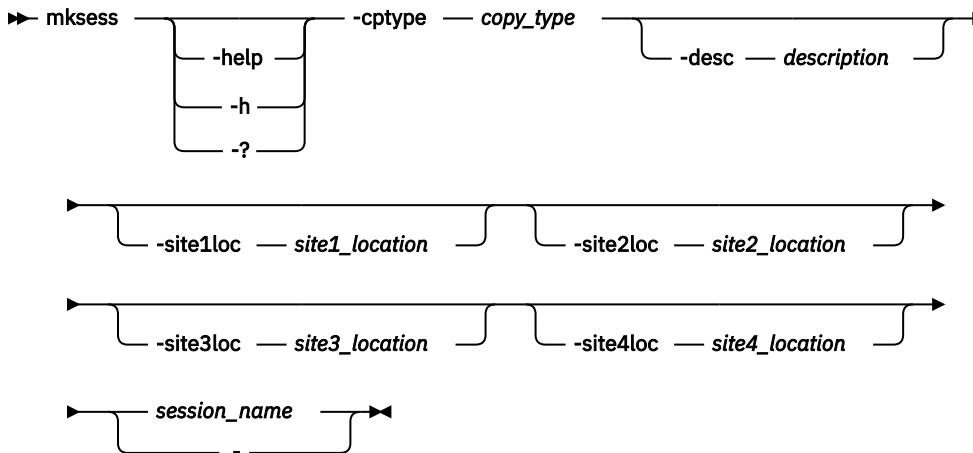 mksess -cptype copy_type
-help -desc description
-h
-?
-site1loc site1_location -site2loc site2_location
-site3loc site3_location -site4loc site4_location
session_name
-